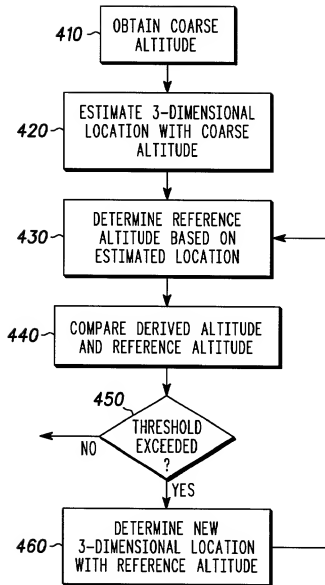 410
OBTAIN COARSE
ALTITUDE
420
ESTIMATE 3-DIMENSIONAL
LOCATION WITH COARSE
ALTITUDE
430
DETERMINE REFERENCE
ALTITUDE BASED ON
ESTIMATED LOCATION
440
COMPARE DERIVED ALTITUDE
AND REFERENCE ALTITUDE
450
THRESHOLD
EXCEEDED
?
NO
YES
460
DETERMINE NEW
3-DIMENSIONAL LOCATION
WITH REFERENCE ALTITUDE